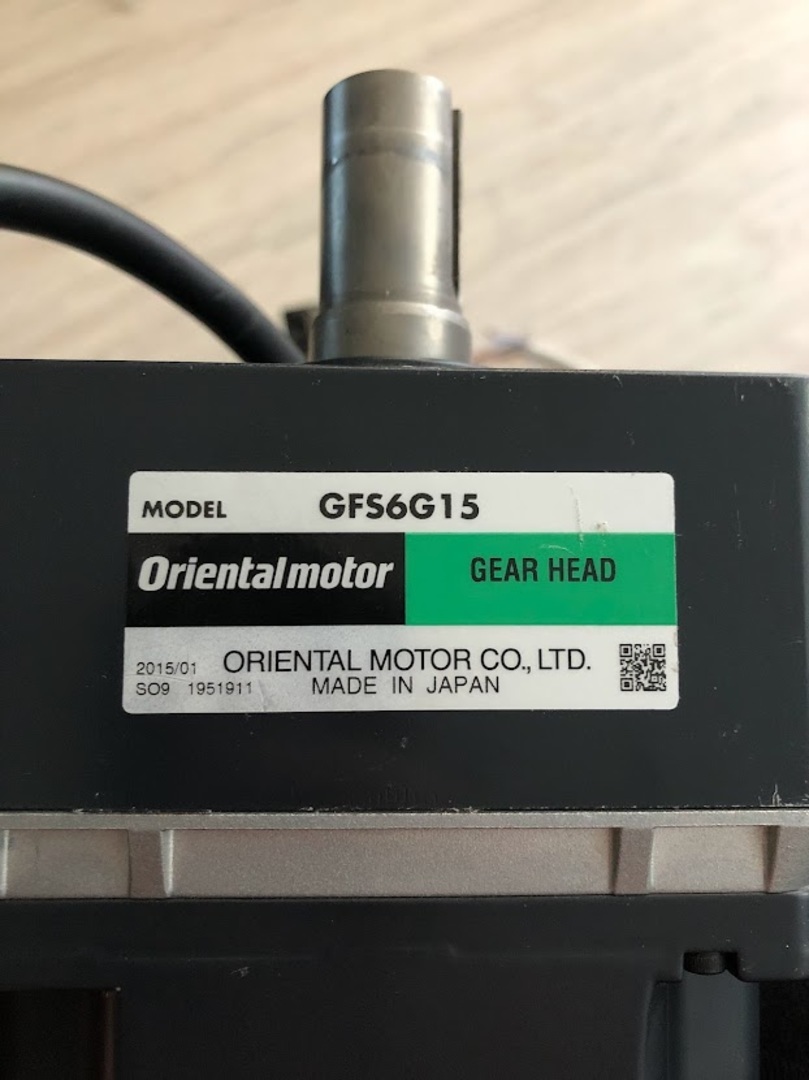 MODEL GFS6G15
Orientalmotor GEAR HEAD
2015/01 ORIENTAL MOTOR CO., LTD.
SO9 1951911 MADE IN JAPAN